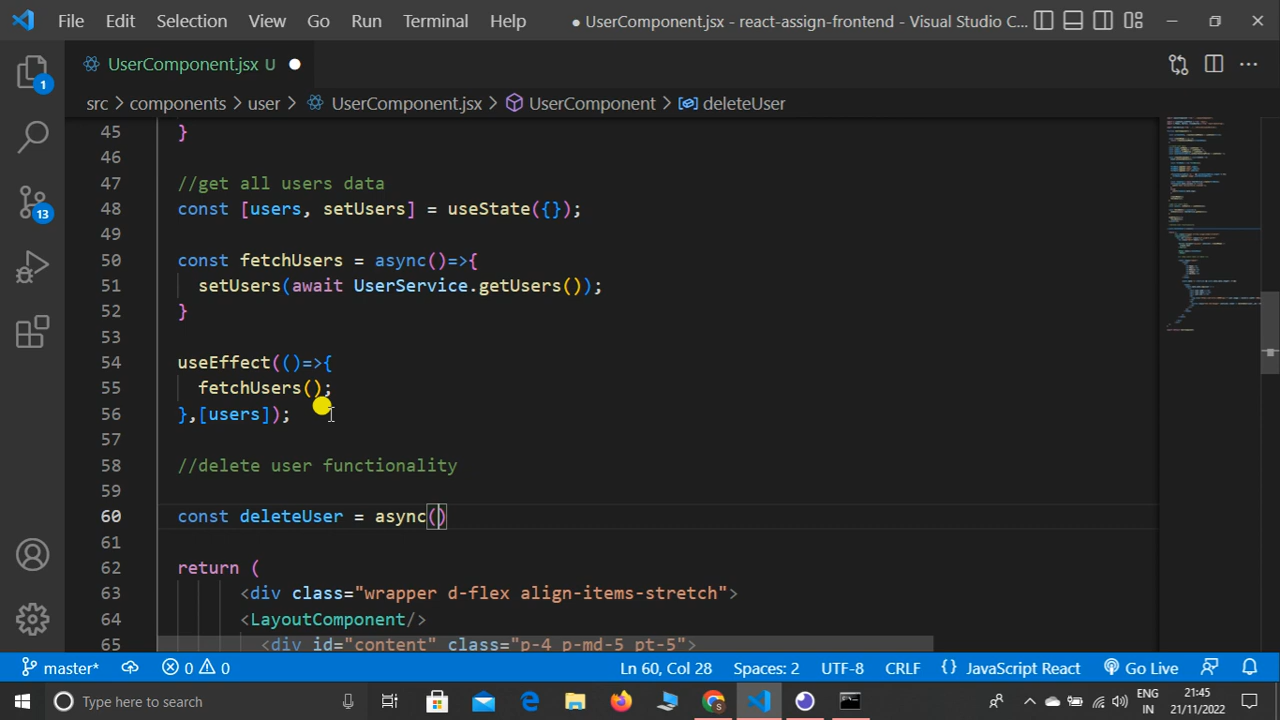 File Edit Selection View Go Run Terminal Help ● UserComponent.jsx - react-assign-frontend - Visual Studio C...
UserComponent.jsx U
src > components > user > UserComponent.jsx > UserComponent > deleteUser
45 }
46
47 //get all users data
48 const [users, setUsers] = useState({});
49
50 const fetchUsers = async()=>{
51 setUsers(await UserService.getUsers());
52 }
53
54 useEffect(()=>{
55 fetchUsers();
56 },[users]);
57
58 //delete user functionality
59
60 const deleteUser = async()
61
62 return (
63 <div class="wrapper d-flex align-items-stretch">
64 <LayoutComponent/>
65 <div id="content" class="p-4 p-md-5 pt-5">
1
13
master* 0 0 Ln 60, Col 28 Spaces: 2 UTF-8 CRLF {} JavaScript React Go Live
Type here to search
ENG
IN
21:45
21/11/2022